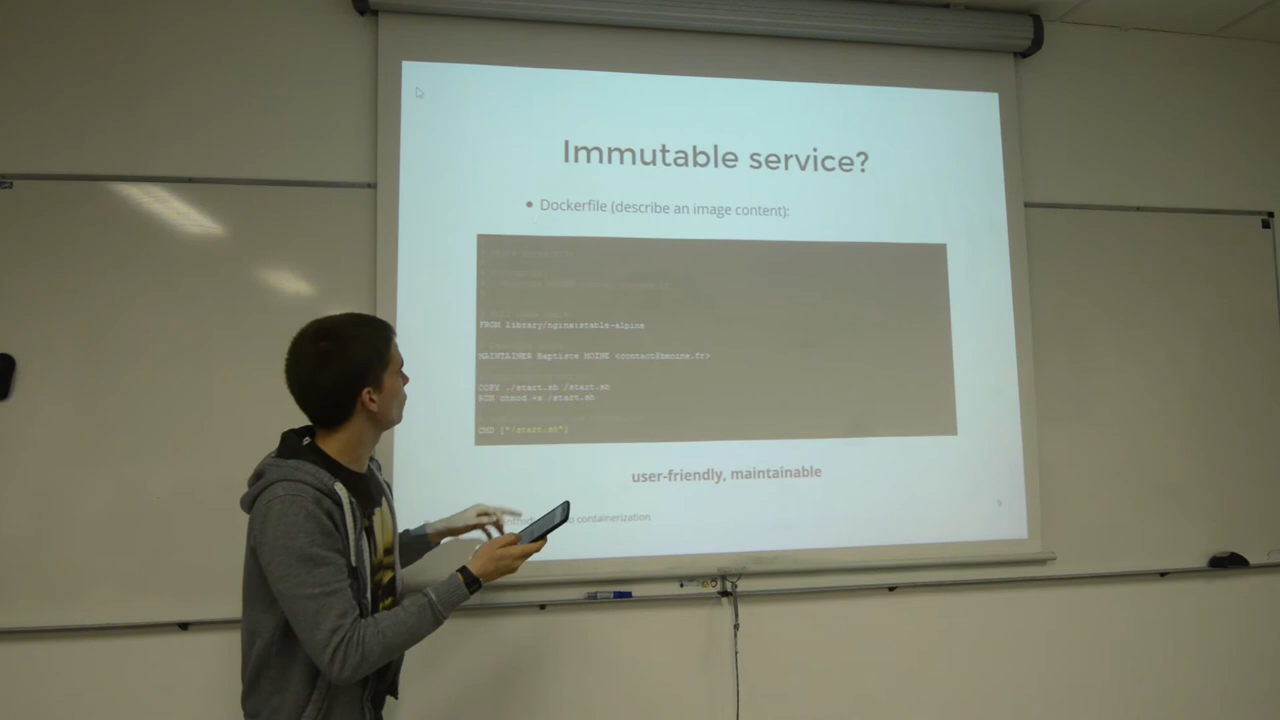 Immutable service?
• Dockerfile (describe an image content):
FROM library/nginx:stable-alpine
MAINTAINER Baptiste MOINE <contact@bmoine.fr>
COPY ./start.sh /start.sh
RUN chmod +x /start.sh
CMD ["/start.sh"]
user-friendly, maintainable
containerization